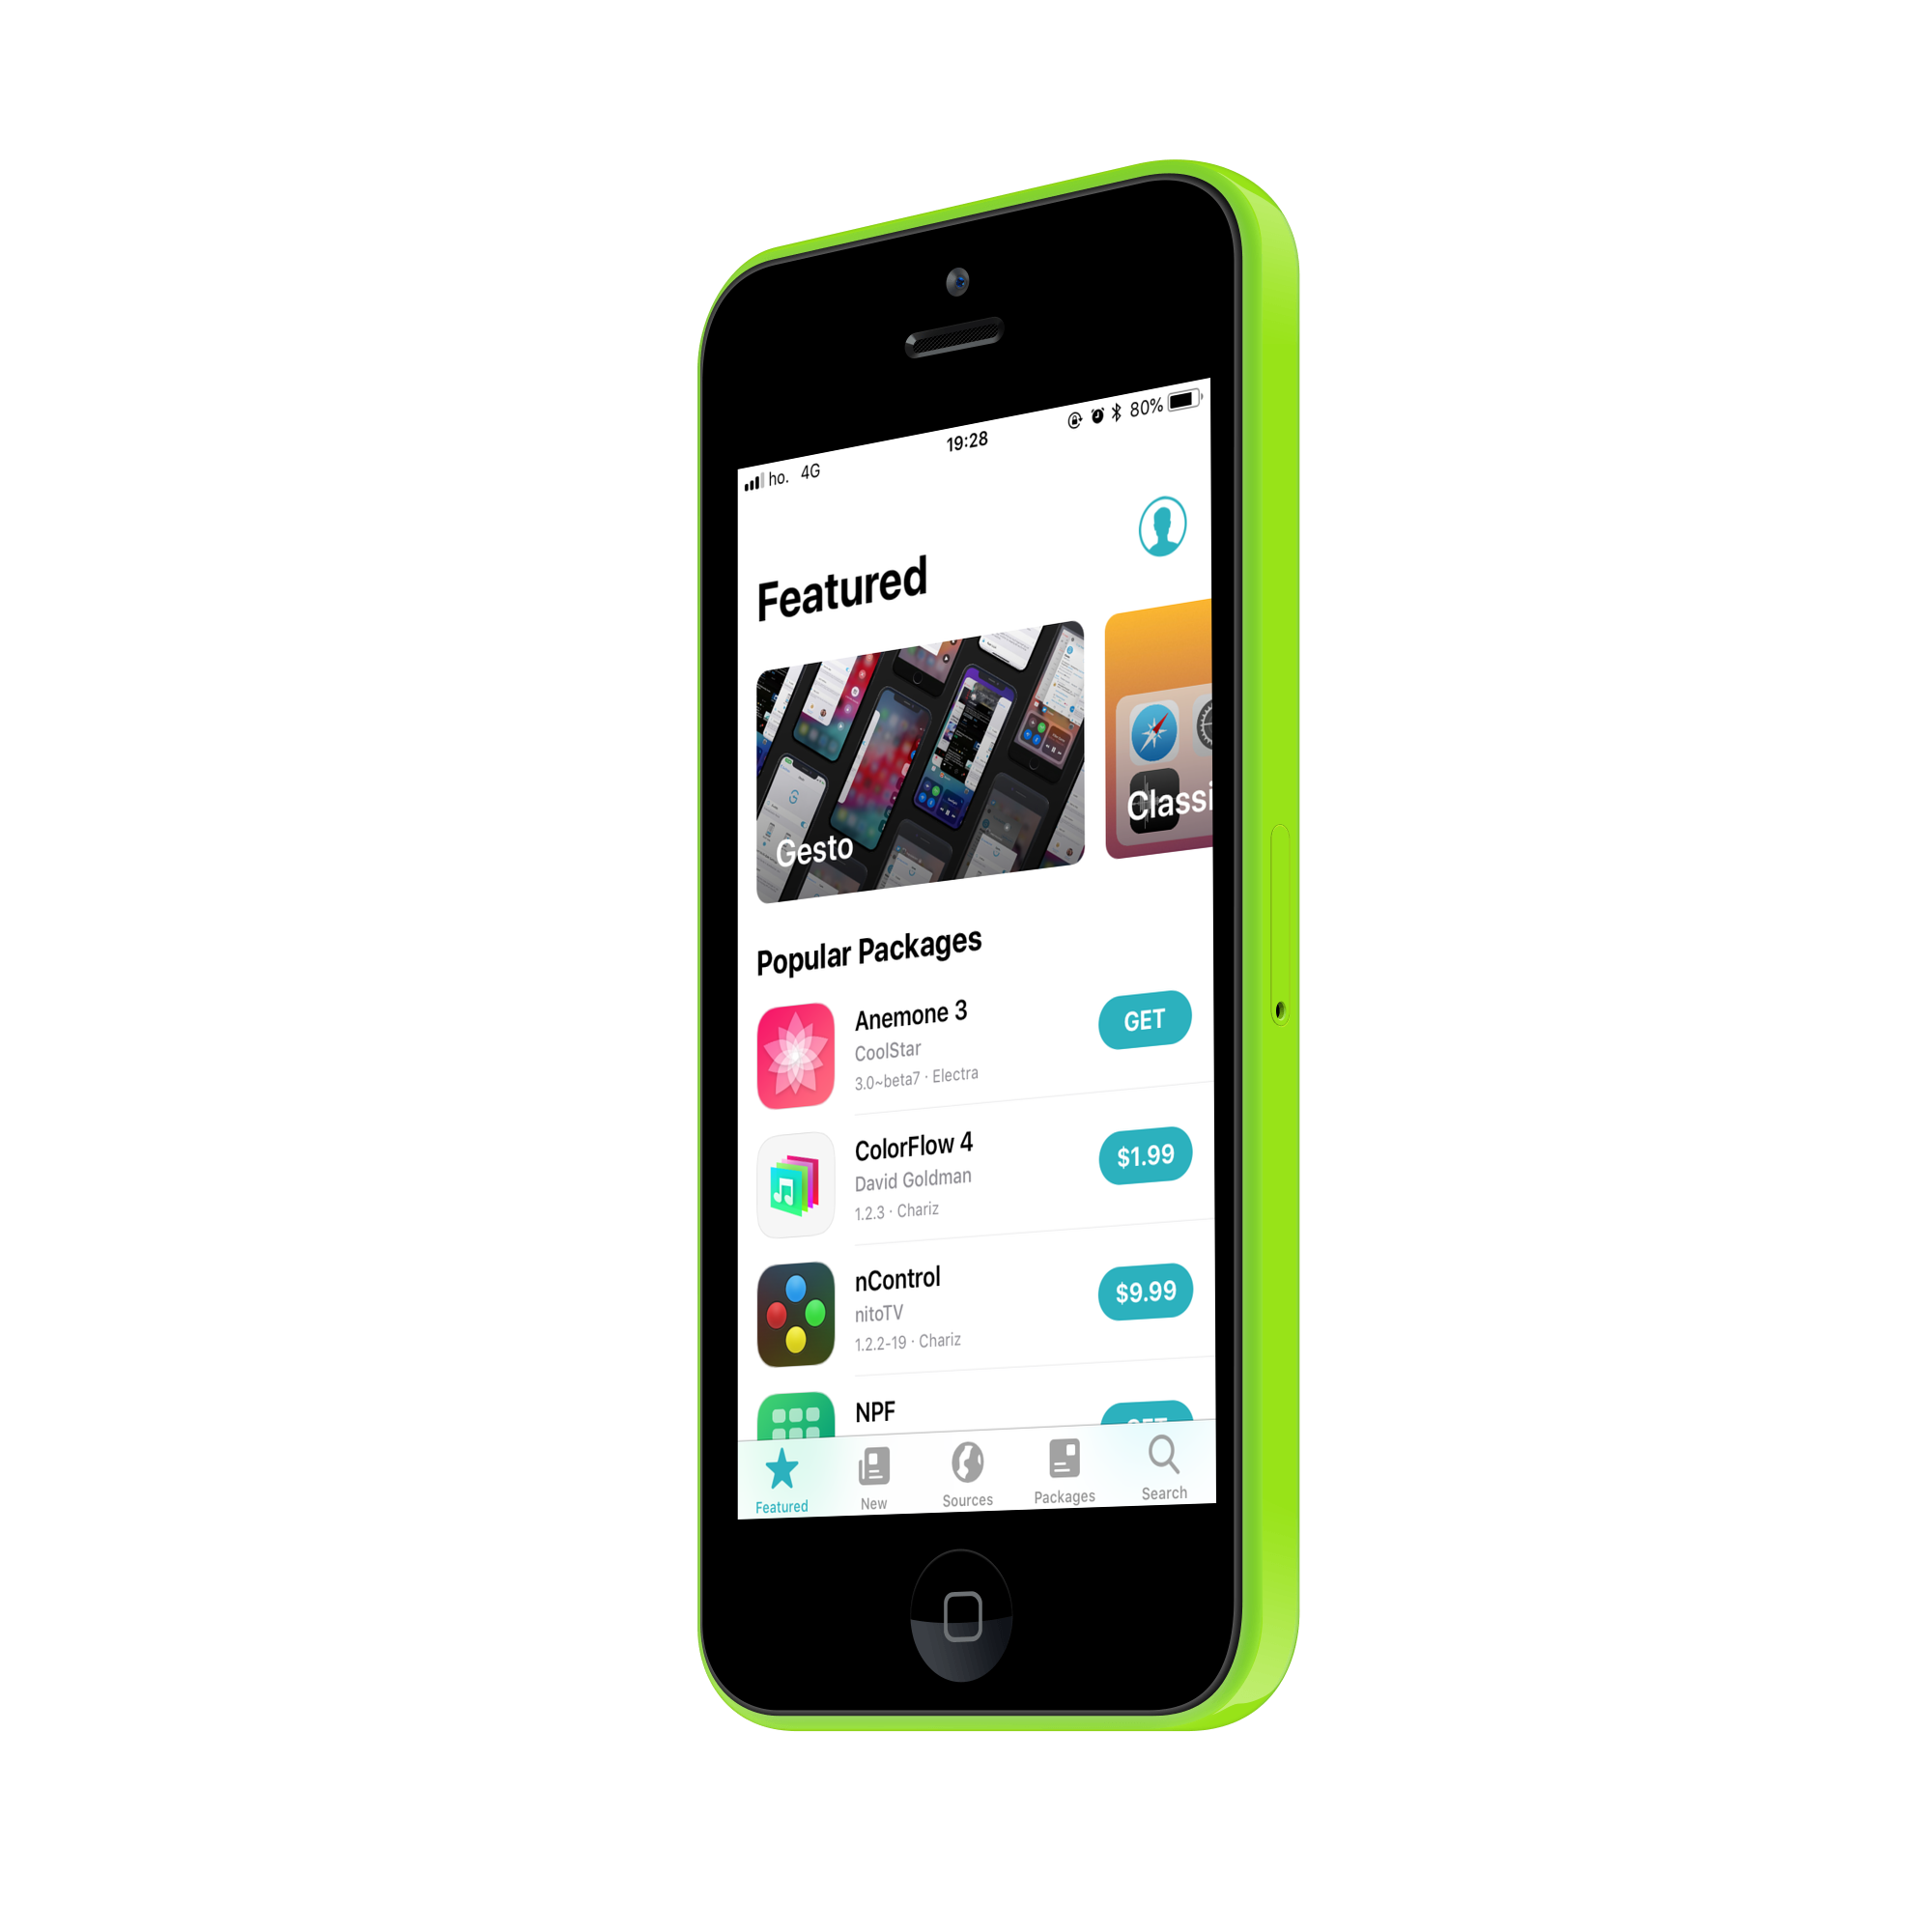 ho. 4G 19:28 80%
Featured
Gesto
Classi
Popular Packages
Anemone 3
CoolStar
3.0~beta7 · Electra
GET
ColorFlow 4
David Goldman
1.2.3 · Chariz
$1.99
nControl
nitoTV
1.2.2-19 · Chariz
$9.99
NPF
GET
Featured New Sources Packages Search